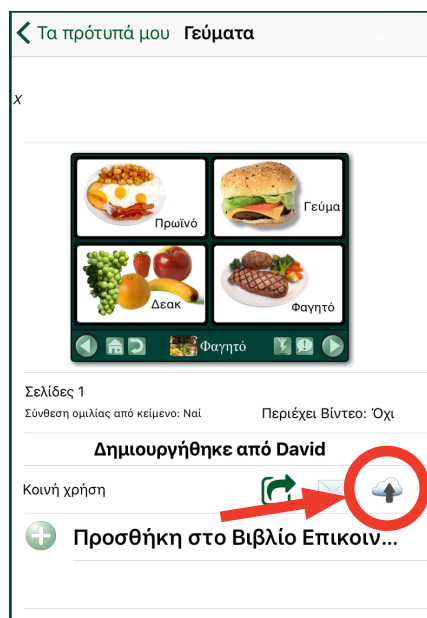 Τα πρότυπά μου Γεύματα
x
Πρωϊνό
Γεύμα
Δεακ
Φαγητό
Φαγητό
Σελίδες 1
Σύνθεση ομιλίας από κείμενο: Ναί Περιέχει Βίντεο: Όχι
Δημιουργήθηκε από David
Κοινή χρήση
Προσθήκη στο Βιβλίο Επικοιν...